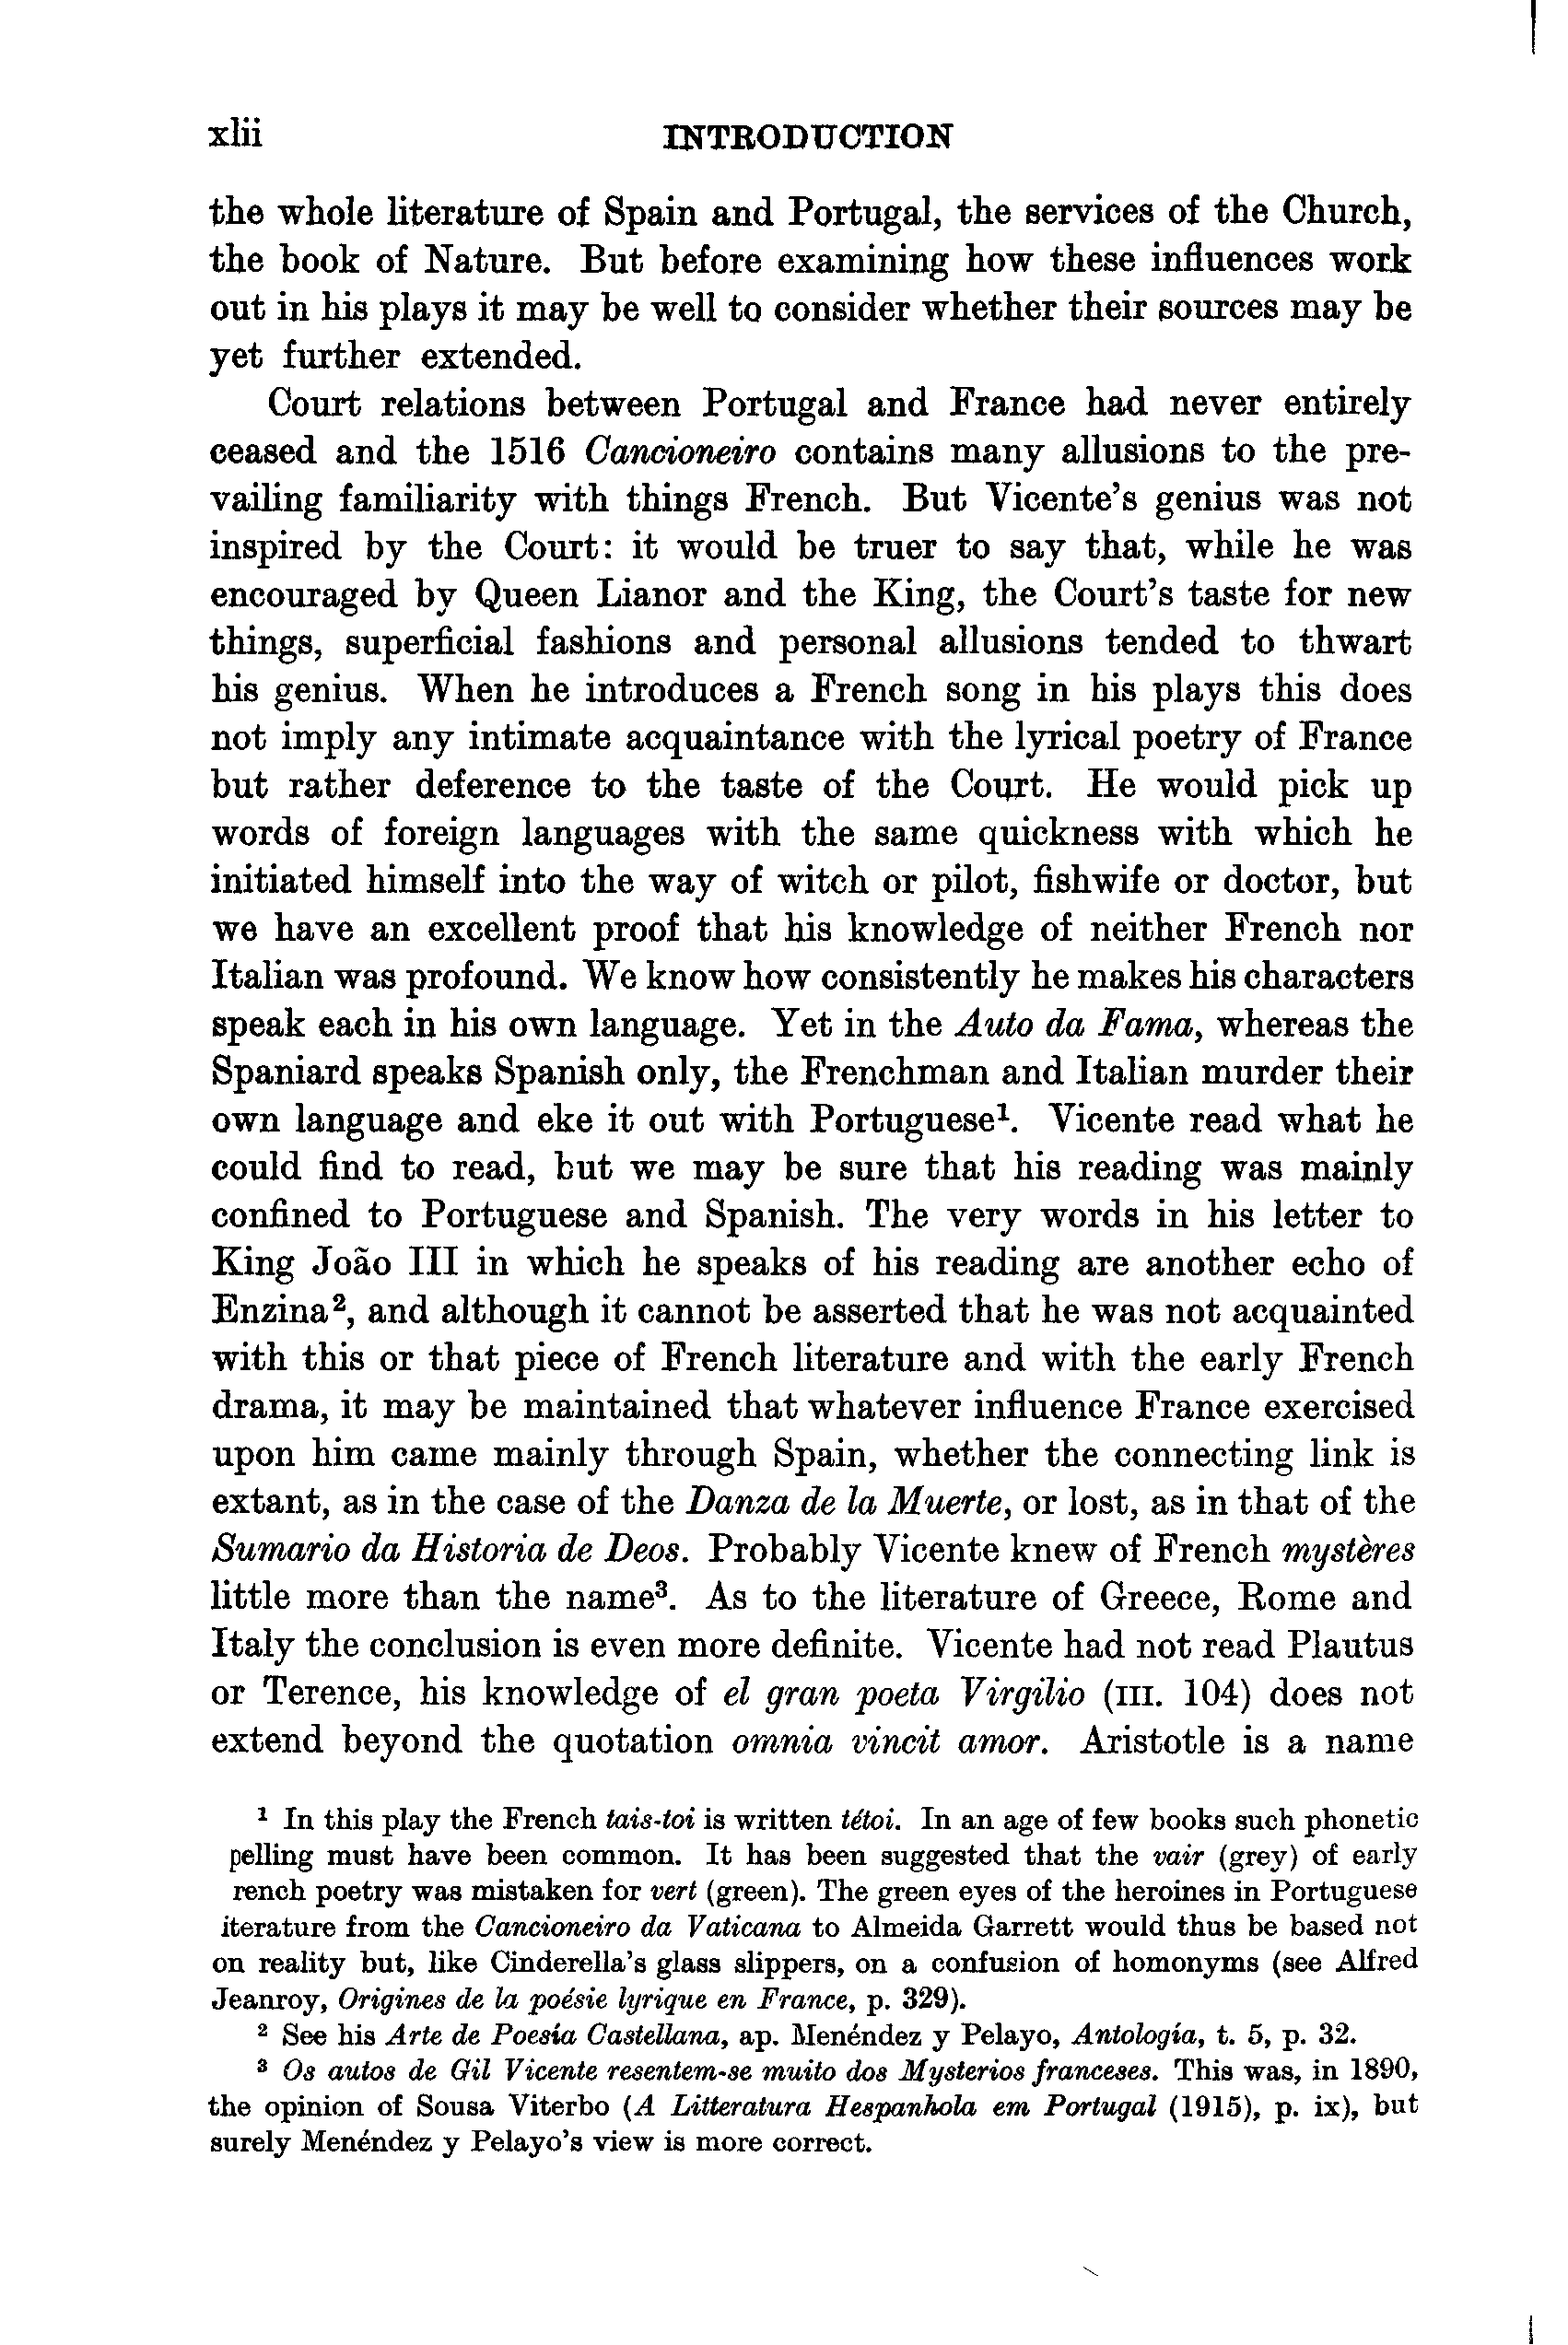 xlii INTRODUCTION
the whole literature of Spain and Portugal, the services of the Church,
the book of Nature. But before examining how these influences work
out in his plays it may be well to consider whether their sources may be
yet further extended.
Court relations between Portugal and France had never entirely
ceased and the 1516 Cancioneiro contains many allusions to the pre-
vailing familiarity with things French. But Vicente's genius was not
inspired by the Court: it would be truer to say that, while he was
encouraged by Queen Lianor and the King, the Court's taste for new
things, superficial fashions and personal allusions tended to thwart
his genius. When he introduces a French song in his plays this does
not imply any intimate acquaintance with the lyrical poetry of France
but rather deference to the taste of the Court. He would pick up
words of foreign languages with the same quickness with which he
initiated himself into the way of witch or pilot, fishwife or doctor, but
we have an excellent proof that his knowledge of neither French nor
Italian was profound. We know how consistently he makes his characters
speak each in his own language. Yet in the Auto da Fama, whereas the
Spaniard speaks Spanish only, the Frenchman and Italian murder their
own language and eke it out with Portuguese¹. Vicente read what he
could find to read, but we may be sure that his reading was mainly
confined to Portuguese and Spanish. The very words in his letter to
King João III in which he speaks of his reading are another echo of
Enzina², and although it cannot be asserted that he was not acquainted
with this or that piece of French literature and with the early French
drama, it may be maintained that whatever influence France exercised
upon him came mainly through Spain, whether the connecting link is
extant, as in the case of the Danza de la Muerte, or lost, as in that of the
Sumario da Historia de Deos. Probably Vicente knew of French mystères
little more than the name³. As to the literature of Greece, Rome and
Italy the conclusion is even more definite. Vicente had not read Plautus
or Terence, his knowledge of el gran poeta Virgilio (III. 104) does not
extend beyond the quotation omnia vincit amor. Aristotle is a name
¹ In this play the French tais-toi is written tétoi. In an age of few books such phonetic
pelling must have been common. It has been suggested that the vair (grey) of early
rench poetry was mistaken for vert (green). The green eyes of the heroines in Portuguese
iterature from the Cancioneiro da Vaticana to Almeida Garrett would thus be based not
on reality but, like Cinderella's glass slippers, on a confusion of homonyms (see Alfred
Jeanroy, Origines de la poésie lyrique en France, p. 329).
² See his Arte de Poesía Castellana, ap. Menéndez y Pelayo, Antología, t. 5, p. 32.
³ Os autos de Gil Vicente resentem-se muito dos Mysterios franceses. This was, in 1890,
the opinion of Sousa Viterbo (A Litteratura Hespanhola em Portugal (1915), p. ix), but
surely Menéndez y Pelayo's view is more correct.